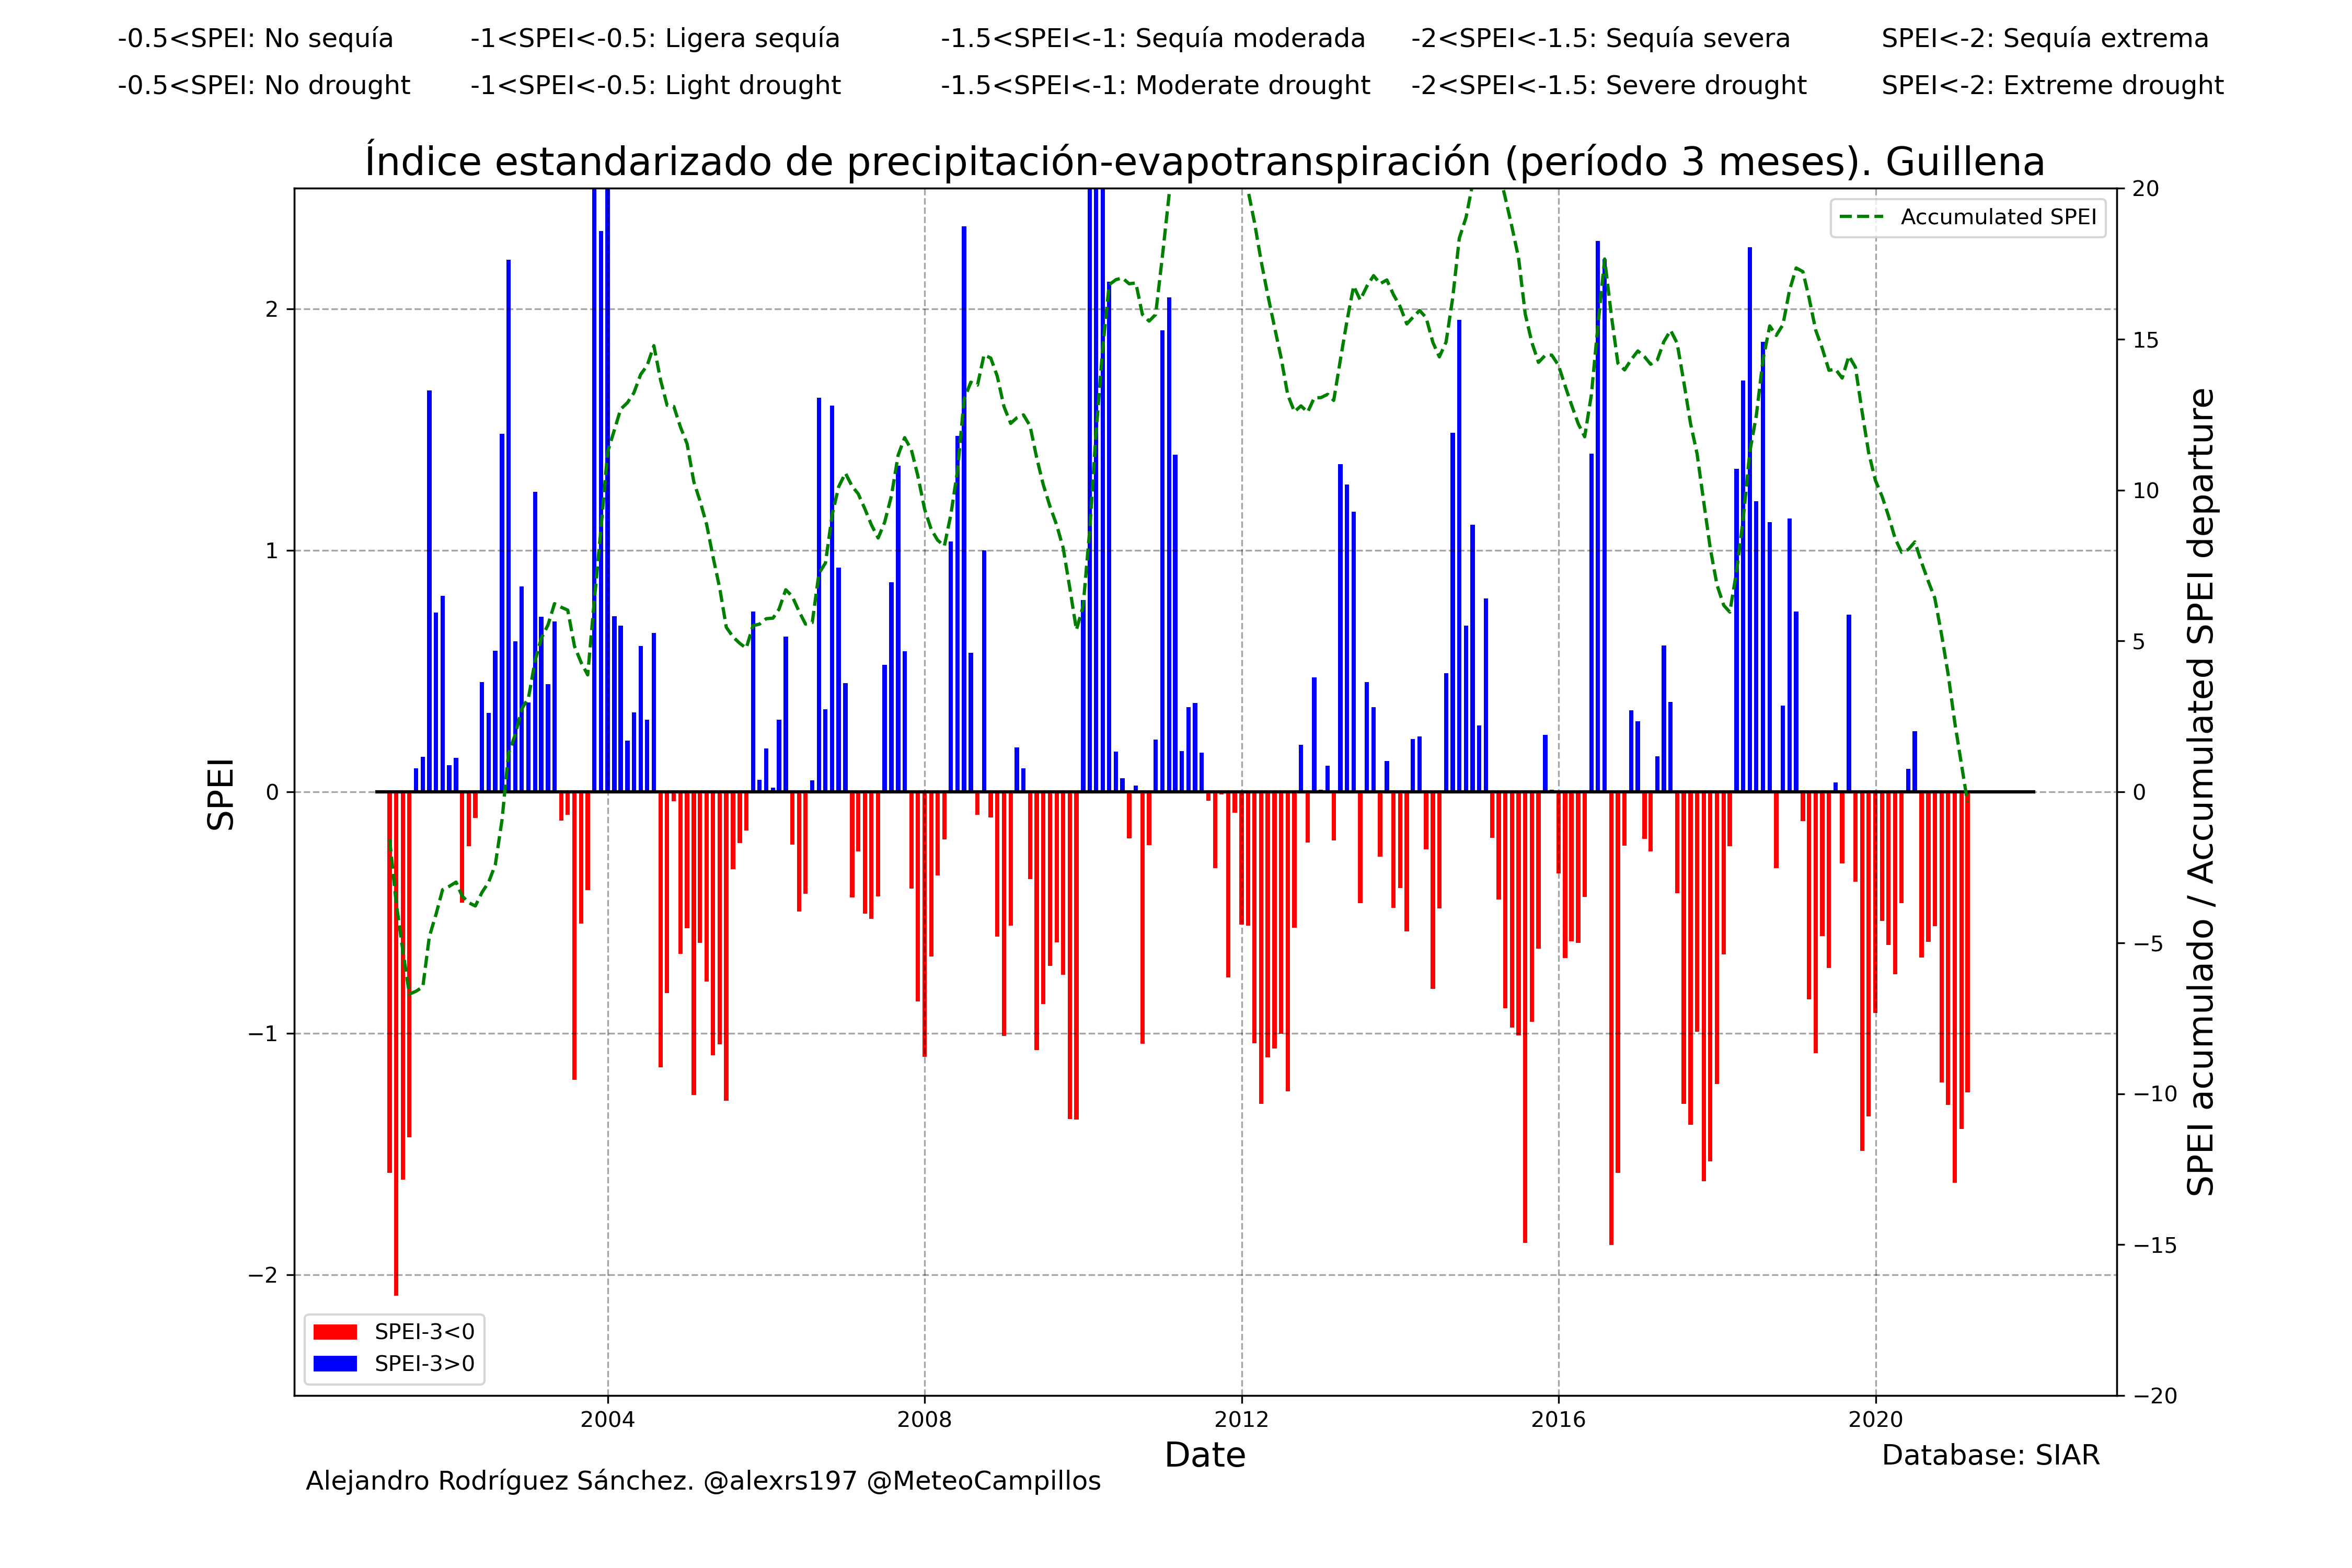 -0.5<SPEI: No sequía -1<SPEI<-0.5: Ligera sequía -1.5<SPEI<-1: Sequía moderada -2<SPEI<-1.5: Sequía severa SPEI<-2: Sequía extrema
-0.5<SPEI: No drought -1<SPEI<-0.5: Light drought -1.5<SPEI<-1: Moderate drought -2<SPEI<-1.5: Severe drought SPEI<-2: Extreme drought
Índice estandarizado de precipitación-evapotranspiración (período 3 meses). Guillena
SPEI
2
1
0
−1
−2
Accumulated SPEI
SPEI-3<0
SPEI-3>0
20
15
10
5
0
−5
−10
−15
−20
SPEI acumulado / Accumulated SPEI departure
2004 2008 2012 2016 2020
Date
Database: SIAR
Alejandro Rodríguez Sánchez. @alexrs197 @MeteoCampillos